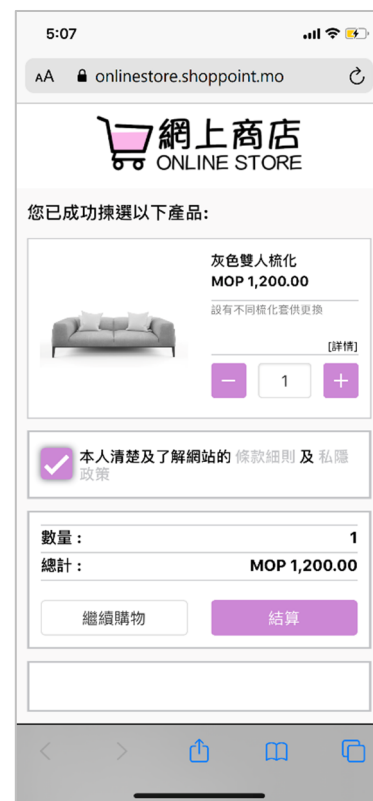 5:07
AA onlinestore.shoppoint.mo
網上商店
ONLINE STORE
您已成功揀選以下產品:
灰色雙人梳化
MOP 1,200.00
設有不同梳化套供更換
[詳情]
1
本人清楚及了解網站的 條款細則 及 私隱
政策
數量: 1
總計: MOP 1,200.00
繼續購物 結算